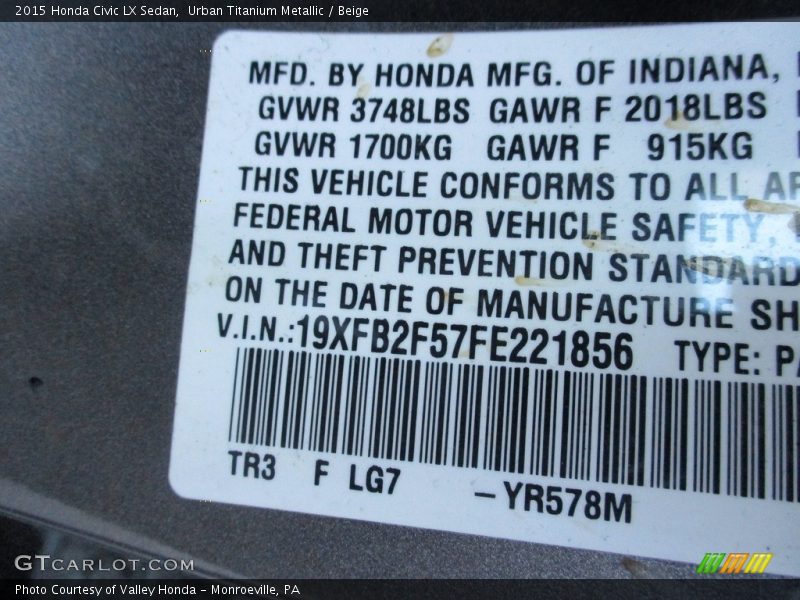 2015 Honda Civic LX Sedan, Urban Titanium Metallic / Beige
MFD. BY HONDA MFG. OF INDIANA,
GVWR 3748LBS GAWR F 2018LBS
GVWR 1700KG GAWR F 915KG
THIS VEHICLE CONFORMS TO ALL AP
FEDERAL MOTOR VEHICLE SAFETY,
AND THEFT PREVENTION STANDARD
ON THE DATE OF MANUFACTURE SH
V.I.N.:19XFB2F57FE221856 TYPE: PA
TR3 F LG7 -YR578M
GTCARLOT.COM
Photo Courtesy of Valley Honda - Monroeville, PA